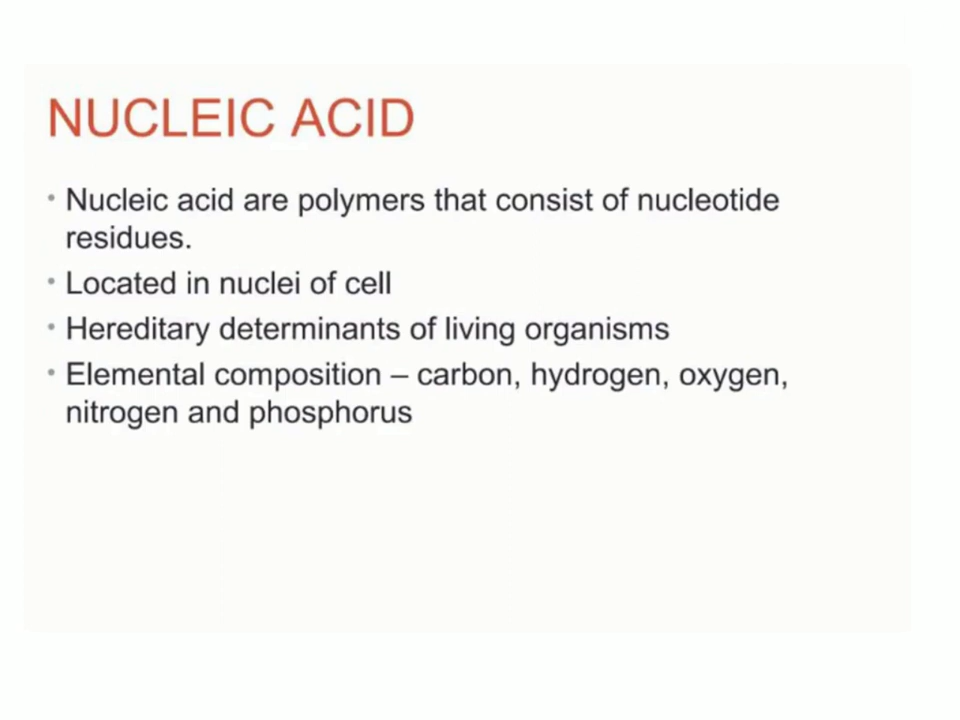 NUCLEIC ACID
• Nucleic acid are polymers that consist of nucleotide
residues.
• Located in nuclei of cell
• Hereditary determinants of living organisms
• Elemental composition – carbon, hydrogen, oxygen,
nitrogen and phosphorus